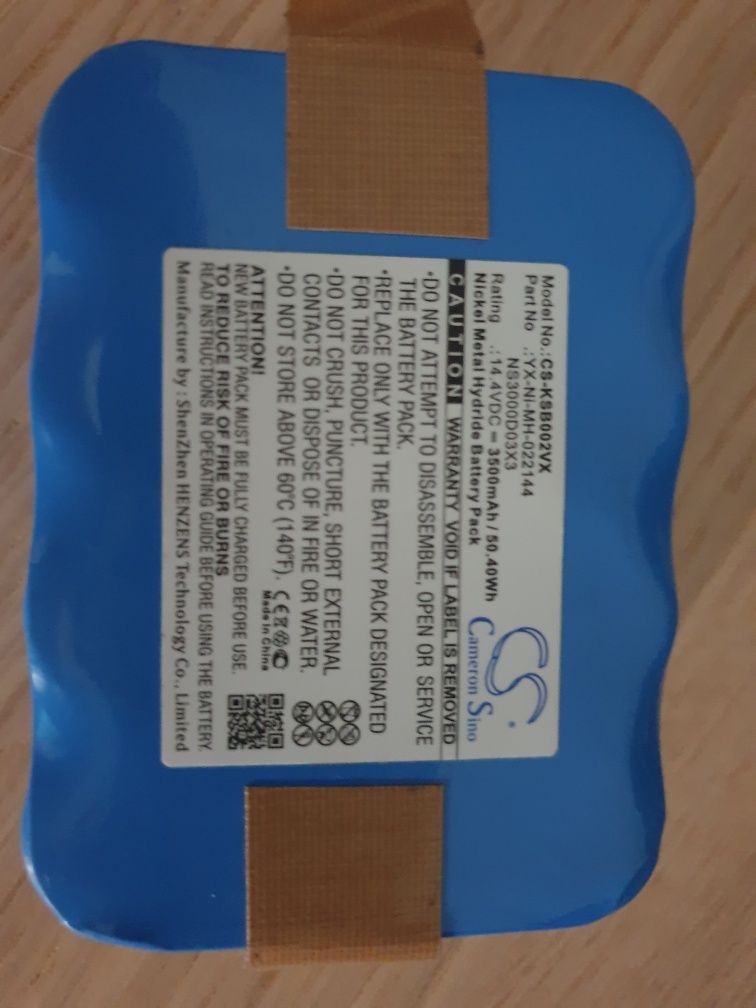 Model No.:CS-KSB002VX
Part No .:YX-Ni-MH-022144
NS3000D03X3
Rating .:14.4VDC ⎓ 3500mAh / 50.40Wh
Nickel Metal Hydride Battery Pack
CS
Cameron Sino
CAUTION WARRANTY VOID IF LABEL IS REMOVED
•DO NOT ATTEMPT TO DISASSEMBLE, OPEN OR SERVICE
THE BATTERY PACK.
•REPLACE ONLY WITH THE BATTERY PACK DESIGNATED
FOR THIS PRODUCT.
•DO NOT CRUSH, PUNCTURE, SHORT EXTERNAL
CONTACTS OR DISPOSE OF IN FIRE OR WATER.
•DO NOT STORE ABOVE 60°C (140°F).
CE
Made in China
ATTENTION!
NEW BATTERY PACK MUST BE FULLY CHARGED BEFORE USE.
TO REDUCE RISK OF FIRE OR BURNS
READ INSTRUCTIONS IN OPERATING GUIDE BEFORE USING THE BATTERY.
Manufacture by : ShenZhen HENZENS Technology Co., Limited